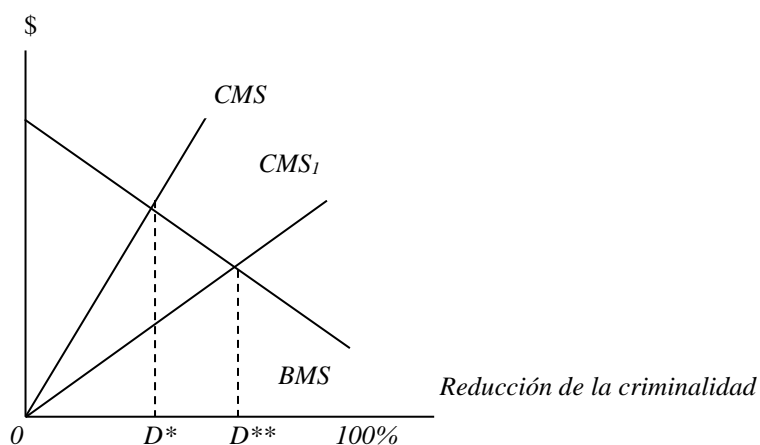 $
CMS
CMS₁
BMS
Reducción de la criminalidad
0 D* D** 100%